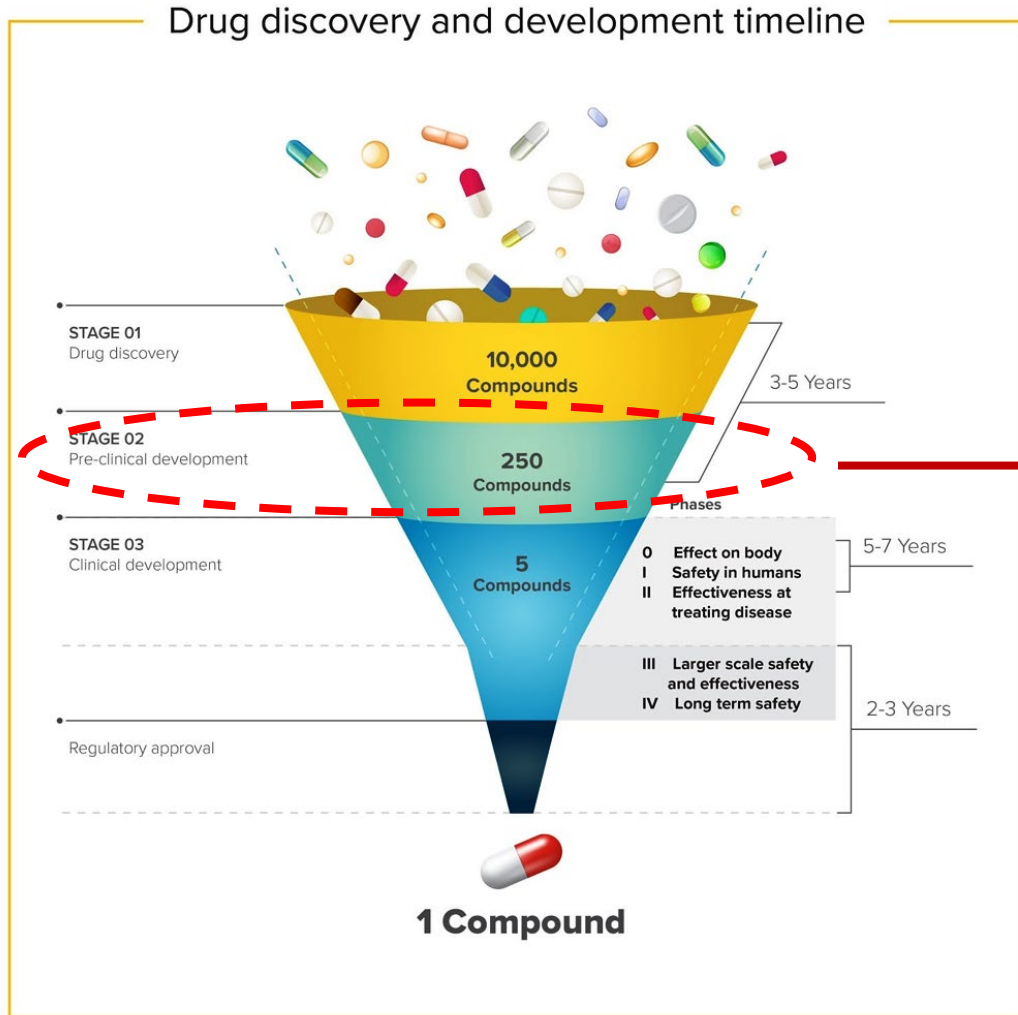 Drug discovery and development timeline
STAGE 01
Drug discovery
10,000
Compounds
3-5 Years
STAGE 02
Pre-clinical development
250
Compounds
Phases
STAGE 03
Clinical development
5
Compounds
0 Effect on body
I Safety in humans
II Effectiveness at
treating disease
5-7 Years
III Larger scale safety
and effectiveness
IV Long term safety
2-3 Years
Regulatory approval
1 Compound